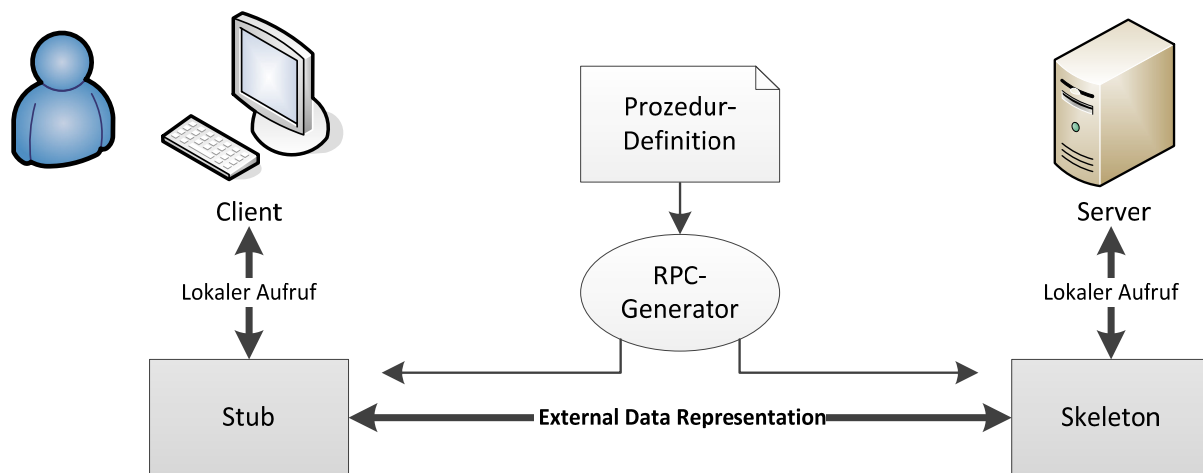 Prozedur-
Definition
Client
Server
RPC-
Generator
Lokaler Aufruf
Lokaler Aufruf
Stub
External Data Representation
Skeleton